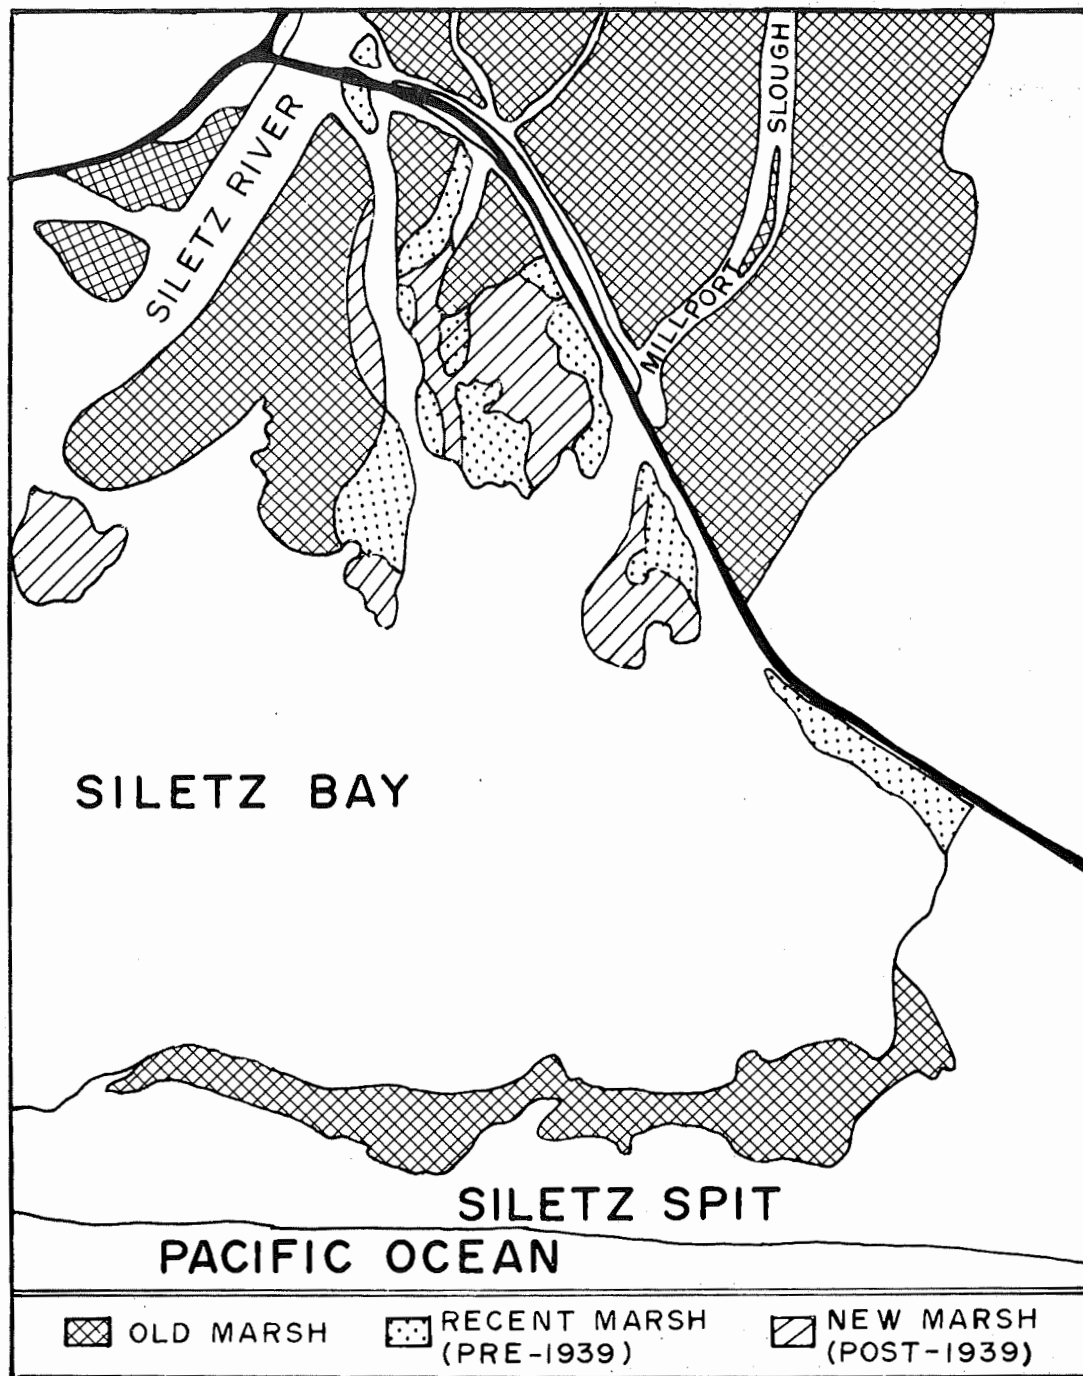 SILETZ RIVER
MILLPORT SLOUGH
SILETZ BAY
SILETZ SPIT
PACIFIC OCEAN
OLD MARSH
RECENT MARSH
(PRE-1939)
NEW MARSH
(POST-1939)